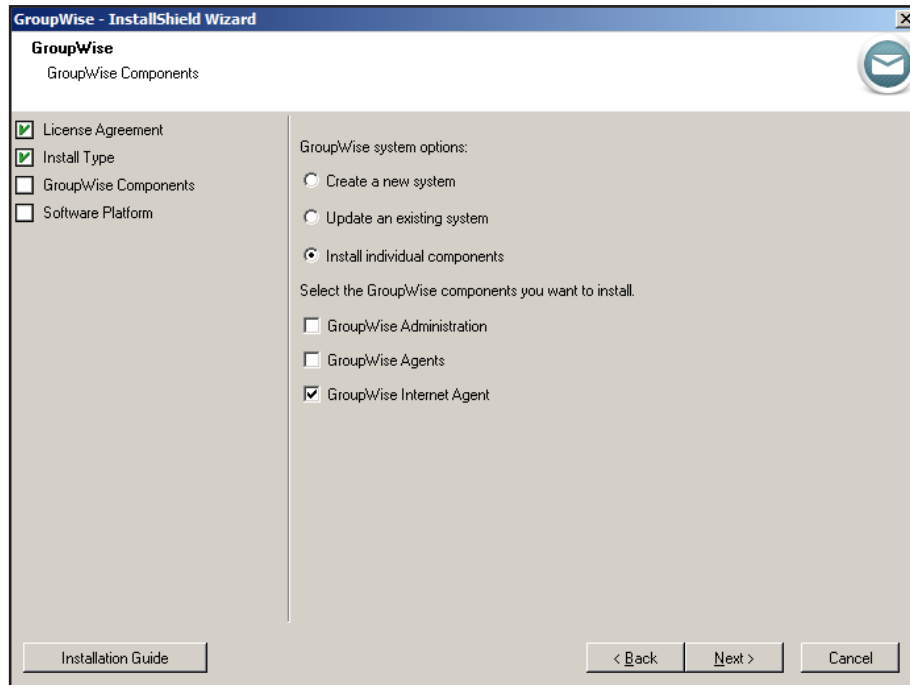 GroupWise - InstallShield Wizard
GroupWise
GroupWise Components
License Agreement
Install Type
GroupWise Components
Software Platform
GroupWise system options:
Create a new system
Update an existing system
Install individual components
Select the GroupWise components you want to install.
GroupWise Administration
GroupWise Agents
GroupWise Internet Agent
Installation Guide
< Back
Next >
Cancel